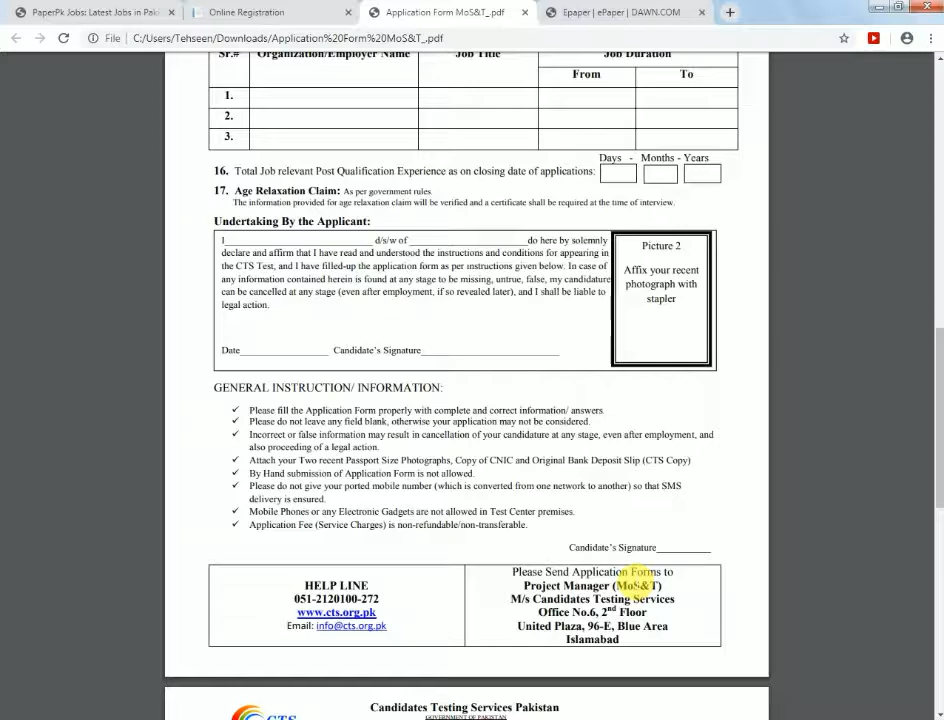 PaperPk Jobs: Latest Jobs in Paki
Online Registration
Application Form MoS&T_.pdf
Epaper | ePaper | DAWN.COM
File | C:/Users/Tehseen/Downloads/Application%20Form%20MoS&T_.pdf
Sr.# Organization/Employer Name Job Title Job Duration
From To
1.
2.
3.
Days - Months - Years
16. Total Job relevant Post Qualification Experience as on closing date of applications:
17. Age Relaxation Claim: As per government rules.
The information provided for age relaxation claim will be verified and a certificate shall be required at the time of interview.
Undertaking By the Applicant:
I______________________________ d/s/w of ________________________do here by solemnly
declare and affirm that I have read and understood the instructions and conditions for appearing in
the CTS Test, and I have filled-up the application form as per instructions given below. In case of
any information contained herein is found at any stage to be missing, untrue, false, my candidature
can be cancelled at any stage (even after employment, if so revealed later), and I shall be liable to
legal action.
Picture 2
Affix your recent
photograph with
stapler
Date__________________ Candidate's Signature____________________________
GENERAL INSTRUCTION/ INFORMATION:
✓ Please fill the Application Form properly with complete and correct information/ answers.
✓ Please do not leave any field blank, otherwise your application may not be considered.
✓ Incorrect or false information may result in cancellation of your candidature at any stage, even after employment, and
also proceeding of a legal action.
✓ Attach your Two recent Passport Size Photographs, Copy of CNIC and Original Bank Deposit Slip (CTS Copy)
✓ By Hand submission of Application Form is not allowed.
✓ Please do not give your ported mobile number (which is converted from one network to another) so that SMS
delivery is ensured.
✓ Mobile Phones or any Electronic Gadgets are not allowed in Test Center premises.
✓ Application Fee (Service Charges) is non-refundable/non-transferable.
Candidate's Signature___________
HELP LINE
051-2120100-272
www.cts.org.pk
Email: info@cts.org.pk
Please Send Application Forms to
Project Manager (MoS&T)
M/s Candidates Testing Services
Office No.6, 2nd Floor
United Plaza, 96-E, Blue Area
Islamabad
Candidates Testing Services Pakistan
GOVERNMENT OF PAKISTAN
CTS